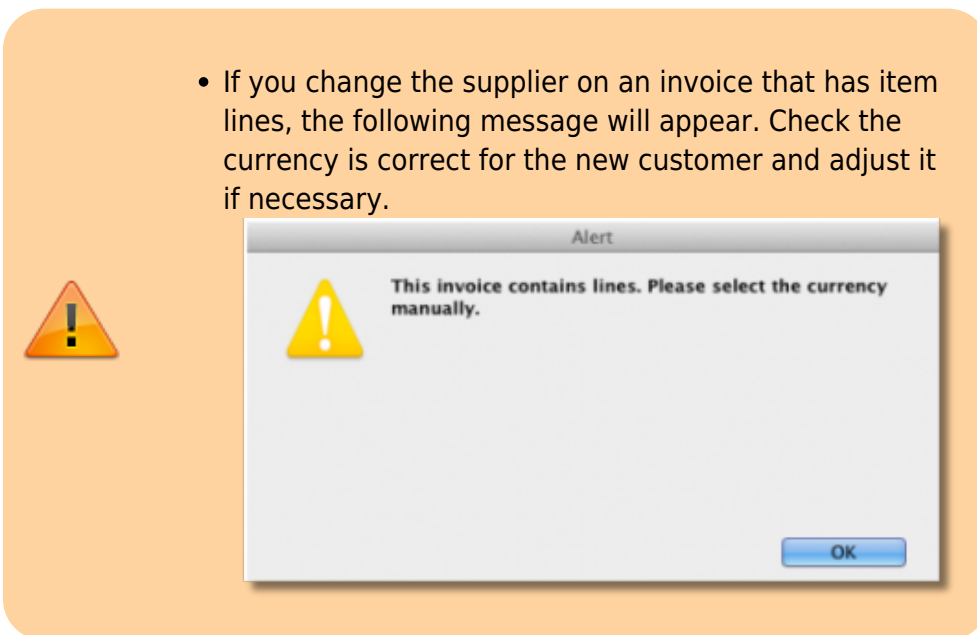 • If you change the supplier on an invoice that has item
lines, the following message will appear. Check the
currency is correct for the new customer and adjust it
if necessary.
Alert
This invoice contains lines. Please select the currency
manually.
OK